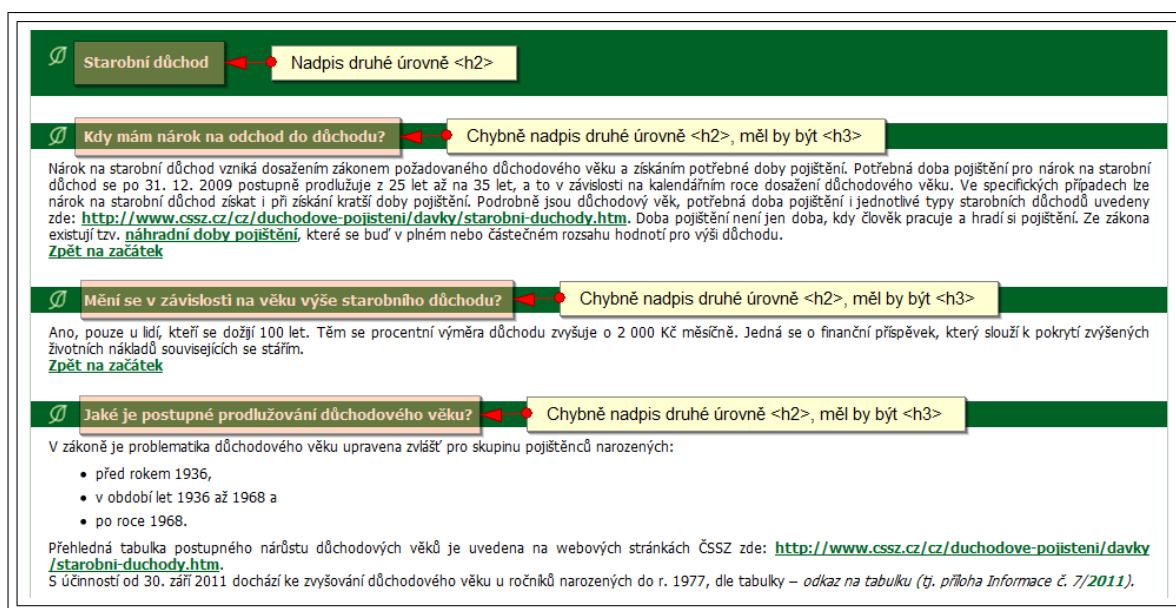 Starobní důchod
Nadpis druhé úrovně <h2>
Kdy mám nárok na odchod do důchodu?
Chybně nadpis druhé úrovně <h2>, měl by být <h3>
Nárok na starobní důchod vzniká dosažením zákonem požadovaného důchodového věku a získáním potřebné doby pojištění. Potřebná doba pojištění pro nárok na starobní
důchod se po 31. 12. 2009 postupně prodlužuje z 25 let až na 35 let, a to v závislosti na kalendářním roce dosažení důchodového věku. Ve specifických případech lze
nárok na starobní důchod získat i při získání kratší doby pojištění. Podrobně jsou důchodový věk, potřebná doba pojištění i jednotlivé typy starobních důchodů uvedeny
zde: http://www.cssz.cz/cz/duchodove-pojisteni/davky/starobni-duchody.htm. Doba pojištění není jen doba, kdy člověk pracuje a hradí si pojištění. Ze zákona
existují tzv. náhradní doby pojištění, které se buď v plném nebo částečném rozsahu hodnotí pro výši důchodu.
Zpět na začátek
Mění se v závislosti na věku výše starobního důchodu?
Chybně nadpis druhé úrovně <h2>, měl by být <h3>
Ano, pouze u lidí, kteří se dožijí 100 let. Těm se procentní výměra důchodu zvyšuje o 2 000 Kč měsíčně. Jedná se o finanční příspěvek, který slouží k pokrytí zvýšených
životních nákladů souvisejících se stářím.
Zpět na začátek
Jaké je postupné prodlužování důchodového věku?
Chybně nadpis druhé úrovně <h2>, měl by být <h3>
V zákoně je problematika důchodového věku upravena zvlášť pro skupinu pojištěnců narozených:
• před rokem 1936,
• v období let 1936 až 1968 a
• po roce 1968.
Přehledná tabulka postupného nárůstu důchodových věků je uvedena na webových stránkách ČSSZ zde: http://www.cssz.cz/cz/duchodove-pojisteni/davky
/starobni-duchody.htm.
S účinností od 30. září 2011 dochází ke zvyšování důchodového věku u ročníků narozených do r. 1977, dle tabulky – odkaz na tabulku (tj. příloha Informace č. 7/2011).